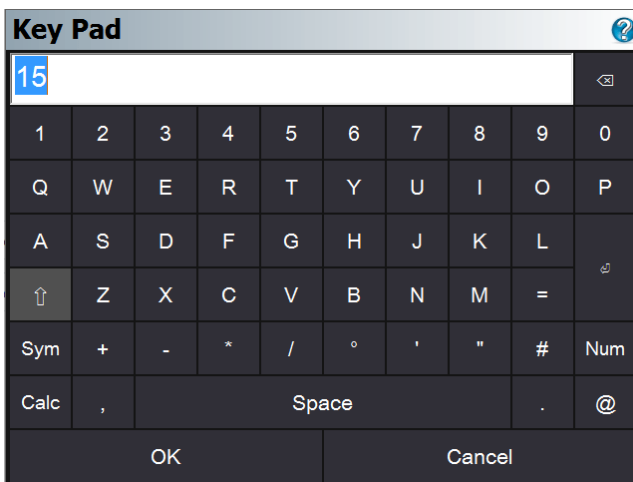 Key Pad ?
15 ⌫
1 2 3 4 5 6 7 8 9 0
Q W E R T Y U I O P
A S D F G H J K L
⇧ Z X C V B N M = ⏎
Sym + - * / ° ' " # Num
Calc , Space . @
OK Cancel